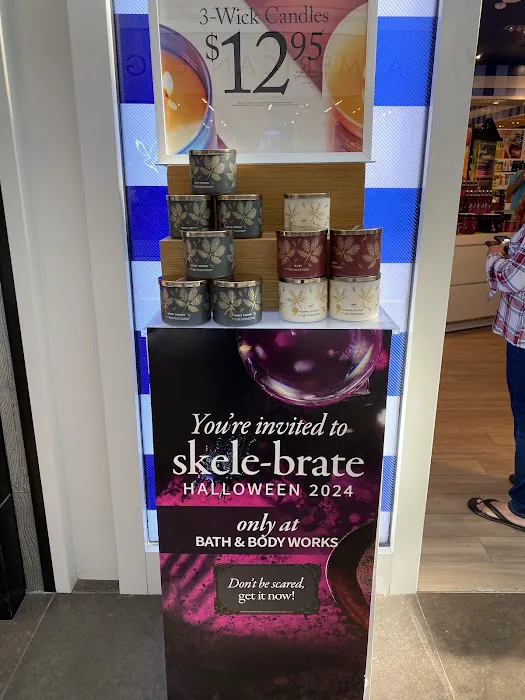 3-Wick Candles
$12.95
You're invited to
skele-brate
HALLOWEEN 2024
only at
BATH & BODY WORKS
Don't be scared,
get it now!